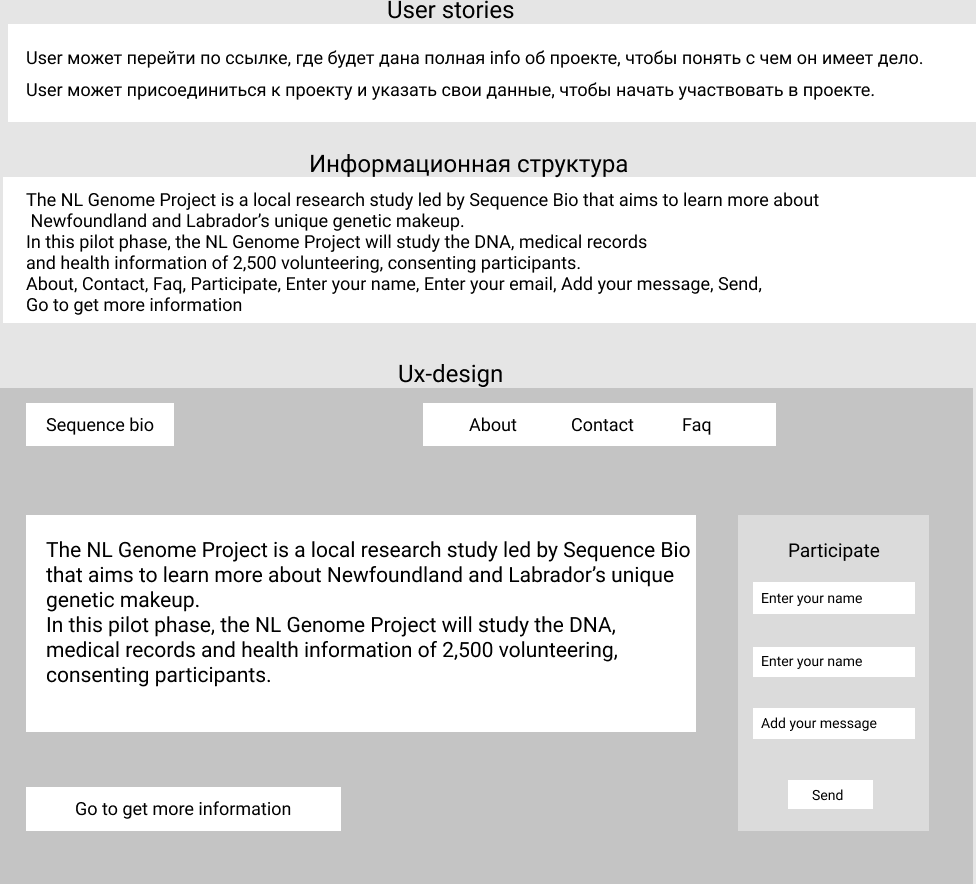 User stories
User может перейти по ссылке, где будет дана полная info об проекте, чтобы понять с чем он имеет дело.
User может присоединиться к проекту и указать свои данные, чтобы начать участвовать в проекте.
Информационная структура
The NL Genome Project is a local research study led by Sequence Bio that aims to learn more about
Newfoundland and Labrador’s unique genetic makeup.
In this pilot phase, the NL Genome Project will study the DNA, medical records
and health information of 2,500 volunteering, consenting participants.
About, Contact, Faq, Participate, Enter your name, Enter your email, Add your message, Send,
Go to get more information
Ux-design
Sequence bio
About Contact Faq
The NL Genome Project is a local research study led by Sequence Bio
that aims to learn more about Newfoundland and Labrador’s unique
genetic makeup.
In this pilot phase, the NL Genome Project will study the DNA,
medical records and health information of 2,500 volunteering,
consenting participants.
Go to get more information
Participate
Enter your name
Enter your name
Add your message
Send